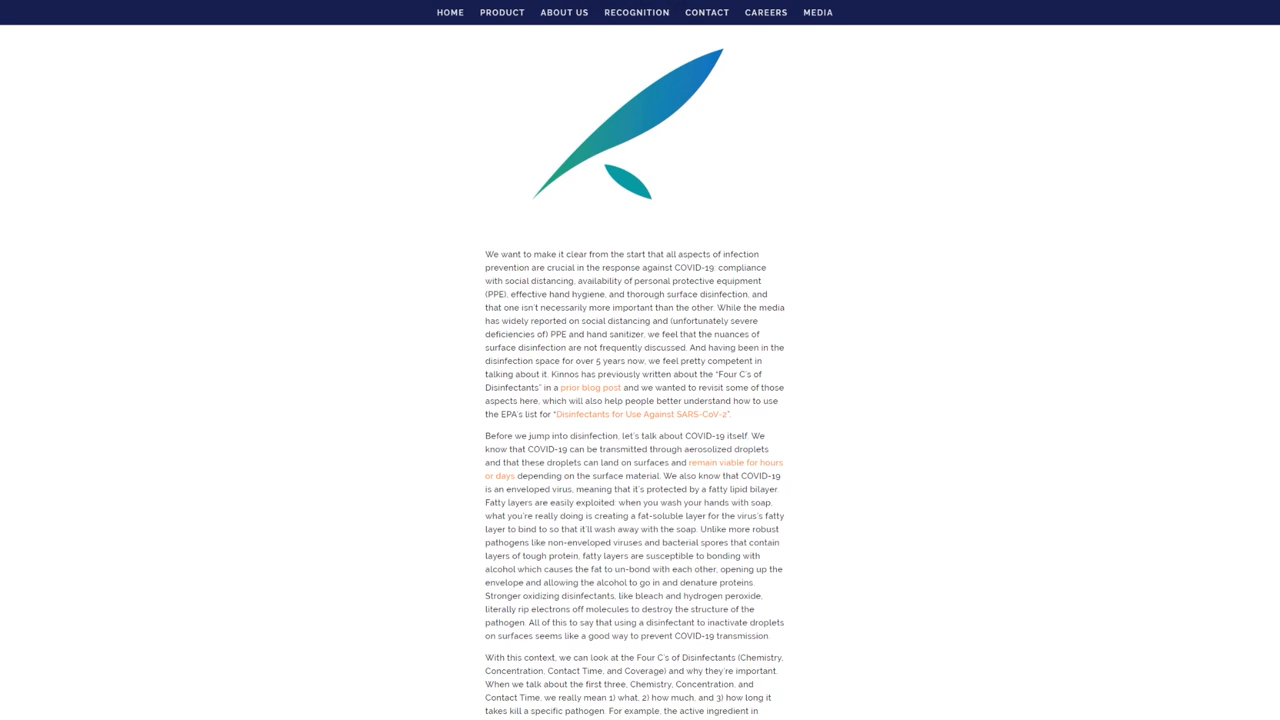 HOME PRODUCT ABOUT US RECOGNITION CONTACT CAREERS MEDIA
We want to make it clear from the start that all aspects of infection
prevention are crucial in the response against COVID-19: compliance
with social distancing, availability of personal protective equipment
(PPE), effective hand hygiene, and thorough surface disinfection, and
that one isn't necessarily more important than the other. While the media
has widely reported on social distancing and (unfortunately severe
deficiencies of) PPE and hand sanitizer, we feel that the nuances of
surface disinfection are not frequently discussed. And having been in the
disinfection space for over 5 years now, we feel pretty competent in
talking about it. Kinnos has previously written about the “Four C's of
Disinfectants” in a prior blog post and we wanted to revisit some of those
aspects here, which will also help people better understand how to use
the EPA's list for “Disinfectants for Use Against SARS-CoV-2”.
Before we jump into disinfection, let's talk about COVID-19 itself. We
know that COVID-19 can be transmitted through aerosolized droplets
and that these droplets can land on surfaces and remain viable for hours
or days depending on the surface material. We also know that COVID-19
is an enveloped virus, meaning that it's protected by a fatty lipid bilayer.
Fatty layers are easily exploited: when you wash your hands with soap,
what you're really doing is creating a fat-soluble layer for the virus's fatty
layer to bind to so that it'll wash away with the soap. Unlike more robust
pathogens like non-enveloped viruses and bacterial spores that contain
layers of tough protein, fatty layers are susceptible to bonding with
alcohol which causes the fat to un-bond with each other, opening up the
envelope and allowing the alcohol to go in and denature proteins.
Stronger oxidizing disinfectants, like bleach and hydrogen peroxide,
literally rip electrons off molecules to destroy the structure of the
pathogen. All of this to say that using a disinfectant to inactivate droplets
on surfaces seems like a good way to prevent COVID-19 transmission.
With this context, we can look at the Four C's of Disinfectants (Chemistry,
Concentration, Contact Time, and Coverage) and why they're important.
When we talk about the first three, Chemistry, Concentration, and
Contact Time, we really mean 1) what, 2) how much, and 3) how long it
takes kill a specific pathogen. For example, the active ingredient in